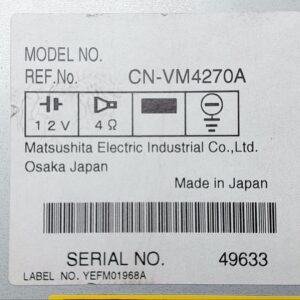 MODEL NO.
REF.No. CN-VM4270A
12V 4Ω
Matsushita Electric Industrial Co.,Ltd.
Osaka Japan
Made in Japan
SERIAL NO. 49633
LABEL NO. YEFM01968A